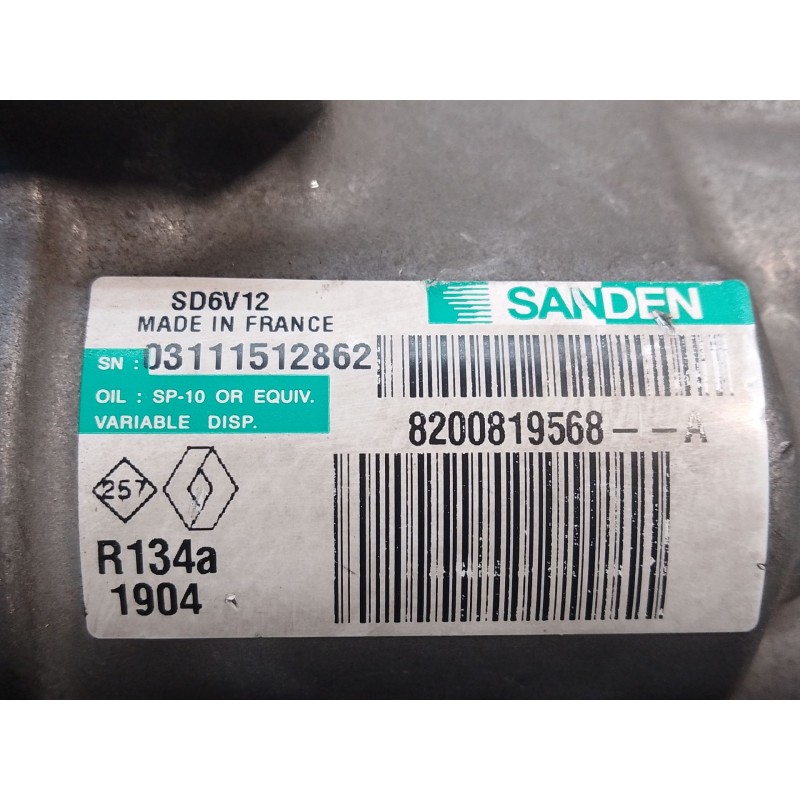 SD6V12
MADE IN FRANCE
SANDEN
SN : 03111512862
OIL : SP-10 OR EQUIV.
VARIABLE DISP.
8200819568--A
257
R134a
1904